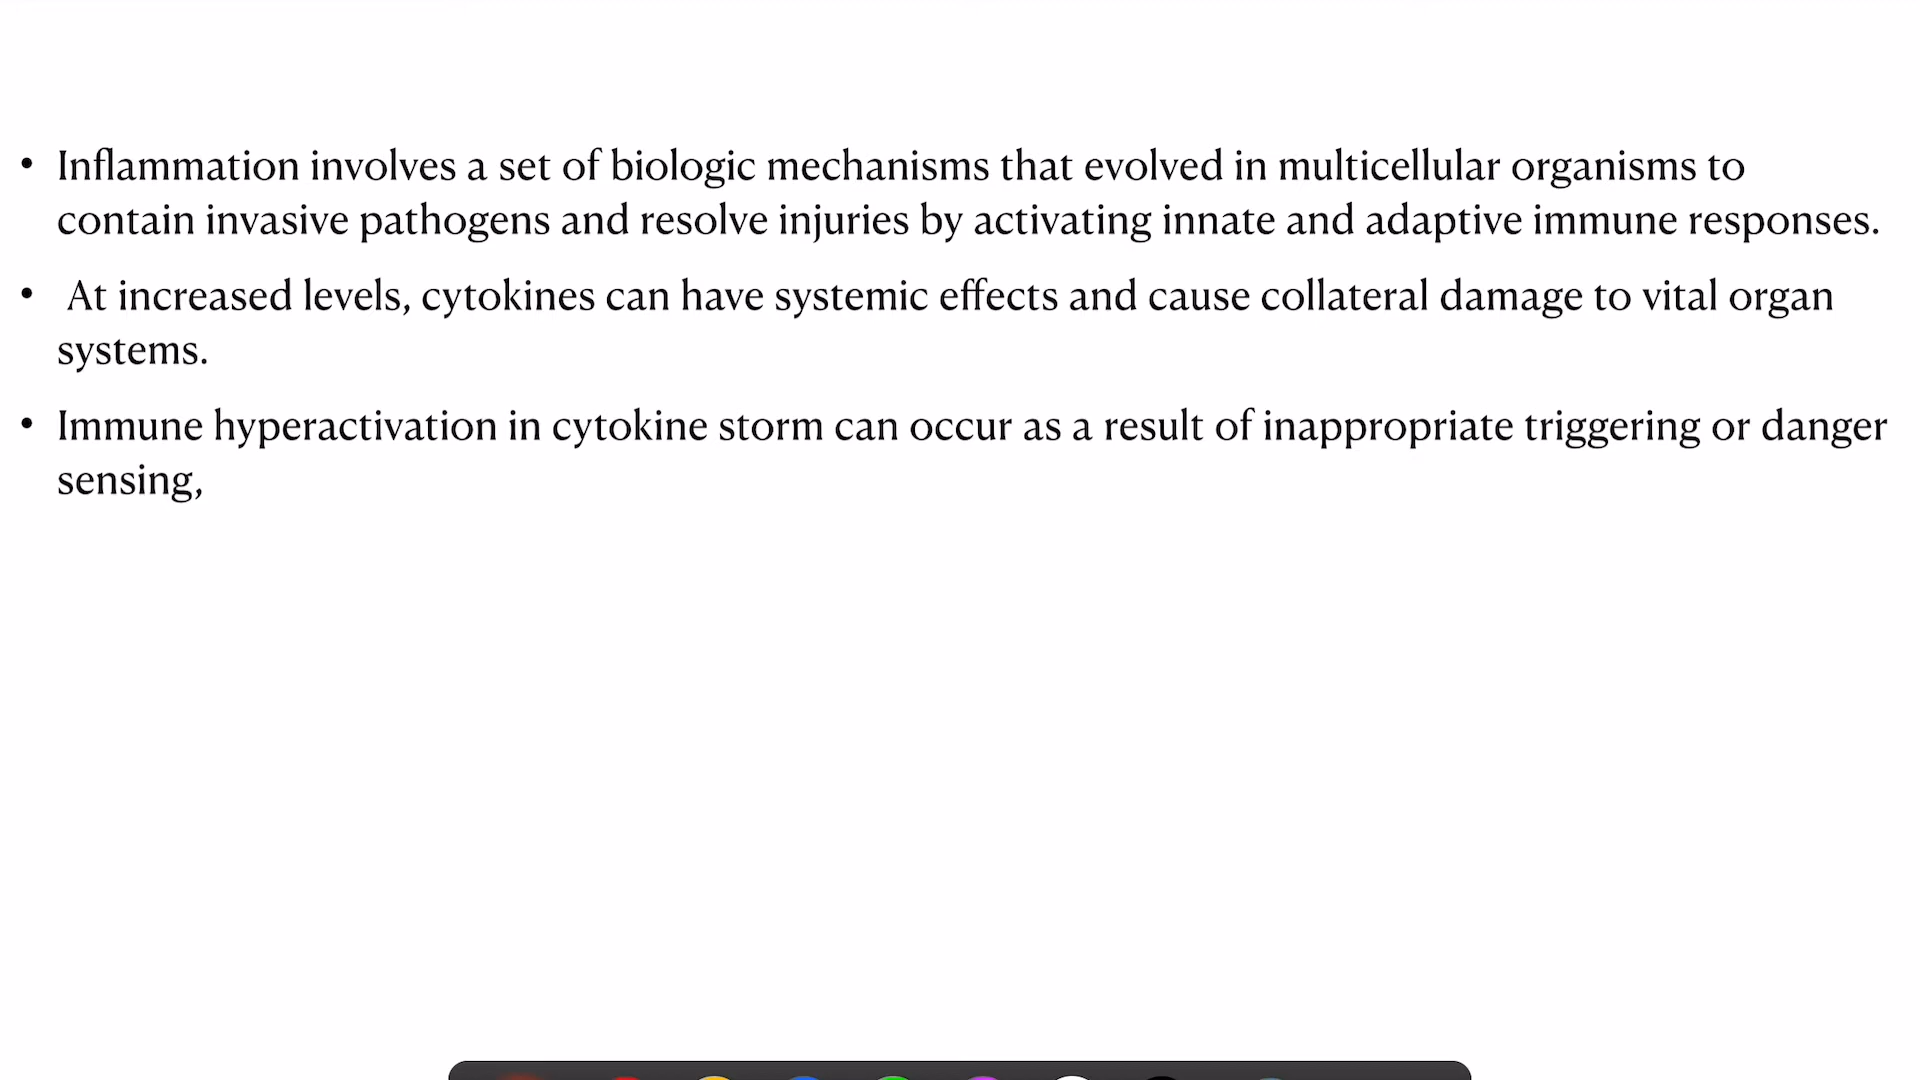 • Inflammation involves a set of biologic mechanisms that evolved in multicellular organisms to
contain invasive pathogens and resolve injuries by activating innate and adaptive immune responses.
• At increased levels, cytokines can have systemic effects and cause collateral damage to vital organ
systems.
• Immune hyperactivation in cytokine storm can occur as a result of inappropriate triggering or danger
sensing,